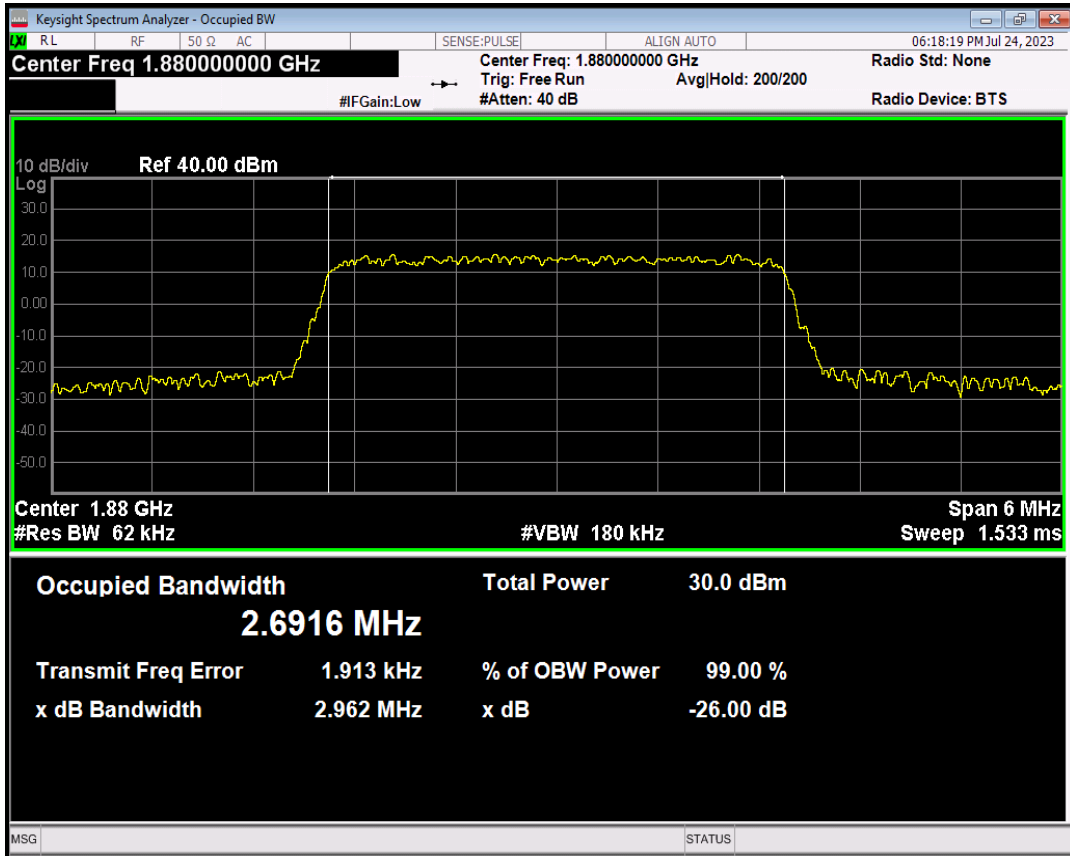 Keysight Spectrum Analyzer - Occupied BW
LXI RL RF 50 Ω AC SENSE:PULSE ALIGN AUTO 06:18:19 PM Jul 24, 2023
Center Freq 1.880000000 GHz Center Freq: 1.880000000 GHz Radio Std: None
Trig: Free Run Avg|Hold: 200/200
#IFGain:Low #Atten: 40 dB Radio Device: BTS
10 dB/div Ref 40.00 dBm
Log
30.0
20.0
10.0
0.00
-10.0
-20.0
-30.0
-40.0
-50.0
Center 1.88 GHz Span 6 MHz
#Res BW 62 kHz #VBW 180 kHz Sweep 1.533 ms
Occupied Bandwidth Total Power 30.0 dBm
2.6916 MHz
Transmit Freq Error 1.913 kHz % of OBW Power 99.00 %
x dB Bandwidth 2.962 MHz x dB -26.00 dB
MSG STATUS